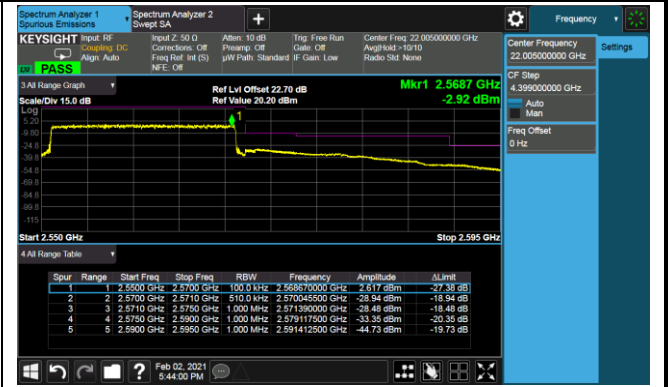 Spectrum Analyzer 1
Spurious Emissions
Spectrum Analyzer 2
Swept SA
+
Frequency
KEYSIGHT
Input: RF
Coupling: DC
Align: Auto
Input Z: 50 Ω
Corrections: Off
Freq Ref: Int (S)
NFE: Off
Atten: 10 dB
Preamp: Off
µW Path: Standard
Trig: Free Run
Gate: Off
IF Gain: Low
Center Freq: 22.005000000 GHz
Avg|Hold:>10/10
Radio Std: None
PASS
Center Frequency
22.005000000 GHz
Settings
CF Step
4.399000000 GHz
Auto
Man
Freq Offset
0 Hz
3 All Range Graph
Scale/Div 15.0 dB
Ref Lvl Offset 22.70 dB
Ref Value 20.20 dBm
Mkr1 2.5687 GHz
-2.92 dBm
Log
1
5.20
-9.80
-24.8
-39.8
-54.8
-69.8
-84.8
-99.8
-115
Start 2.550 GHz
Stop 2.595 GHz
4 All Range Table
Spur Range Start Freq Stop Freq RBW Frequency Amplitude ΔLimit
1 1 2.5500 GHz 2.5700 GHz 100.0 kHz 2.568670000 GHz 2.617 dBm -27.38 dB
2 2 2.5700 GHz 2.5710 GHz 510.0 kHz 2.570045500 GHz -28.94 dBm -18.94 dB
3 3 2.5710 GHz 2.5750 GHz 1.000 MHz 2.571390000 GHz -28.48 dBm -18.48 dB
4 4 2.5750 GHz 2.5900 GHz 1.000 MHz 2.579117500 GHz -33.35 dBm -20.35 dB
5 5 2.5900 GHz 2.5950 GHz 1.000 MHz 2.591412500 GHz -44.73 dBm -19.73 dB
?
Feb 02, 2021
5:44:00 PM